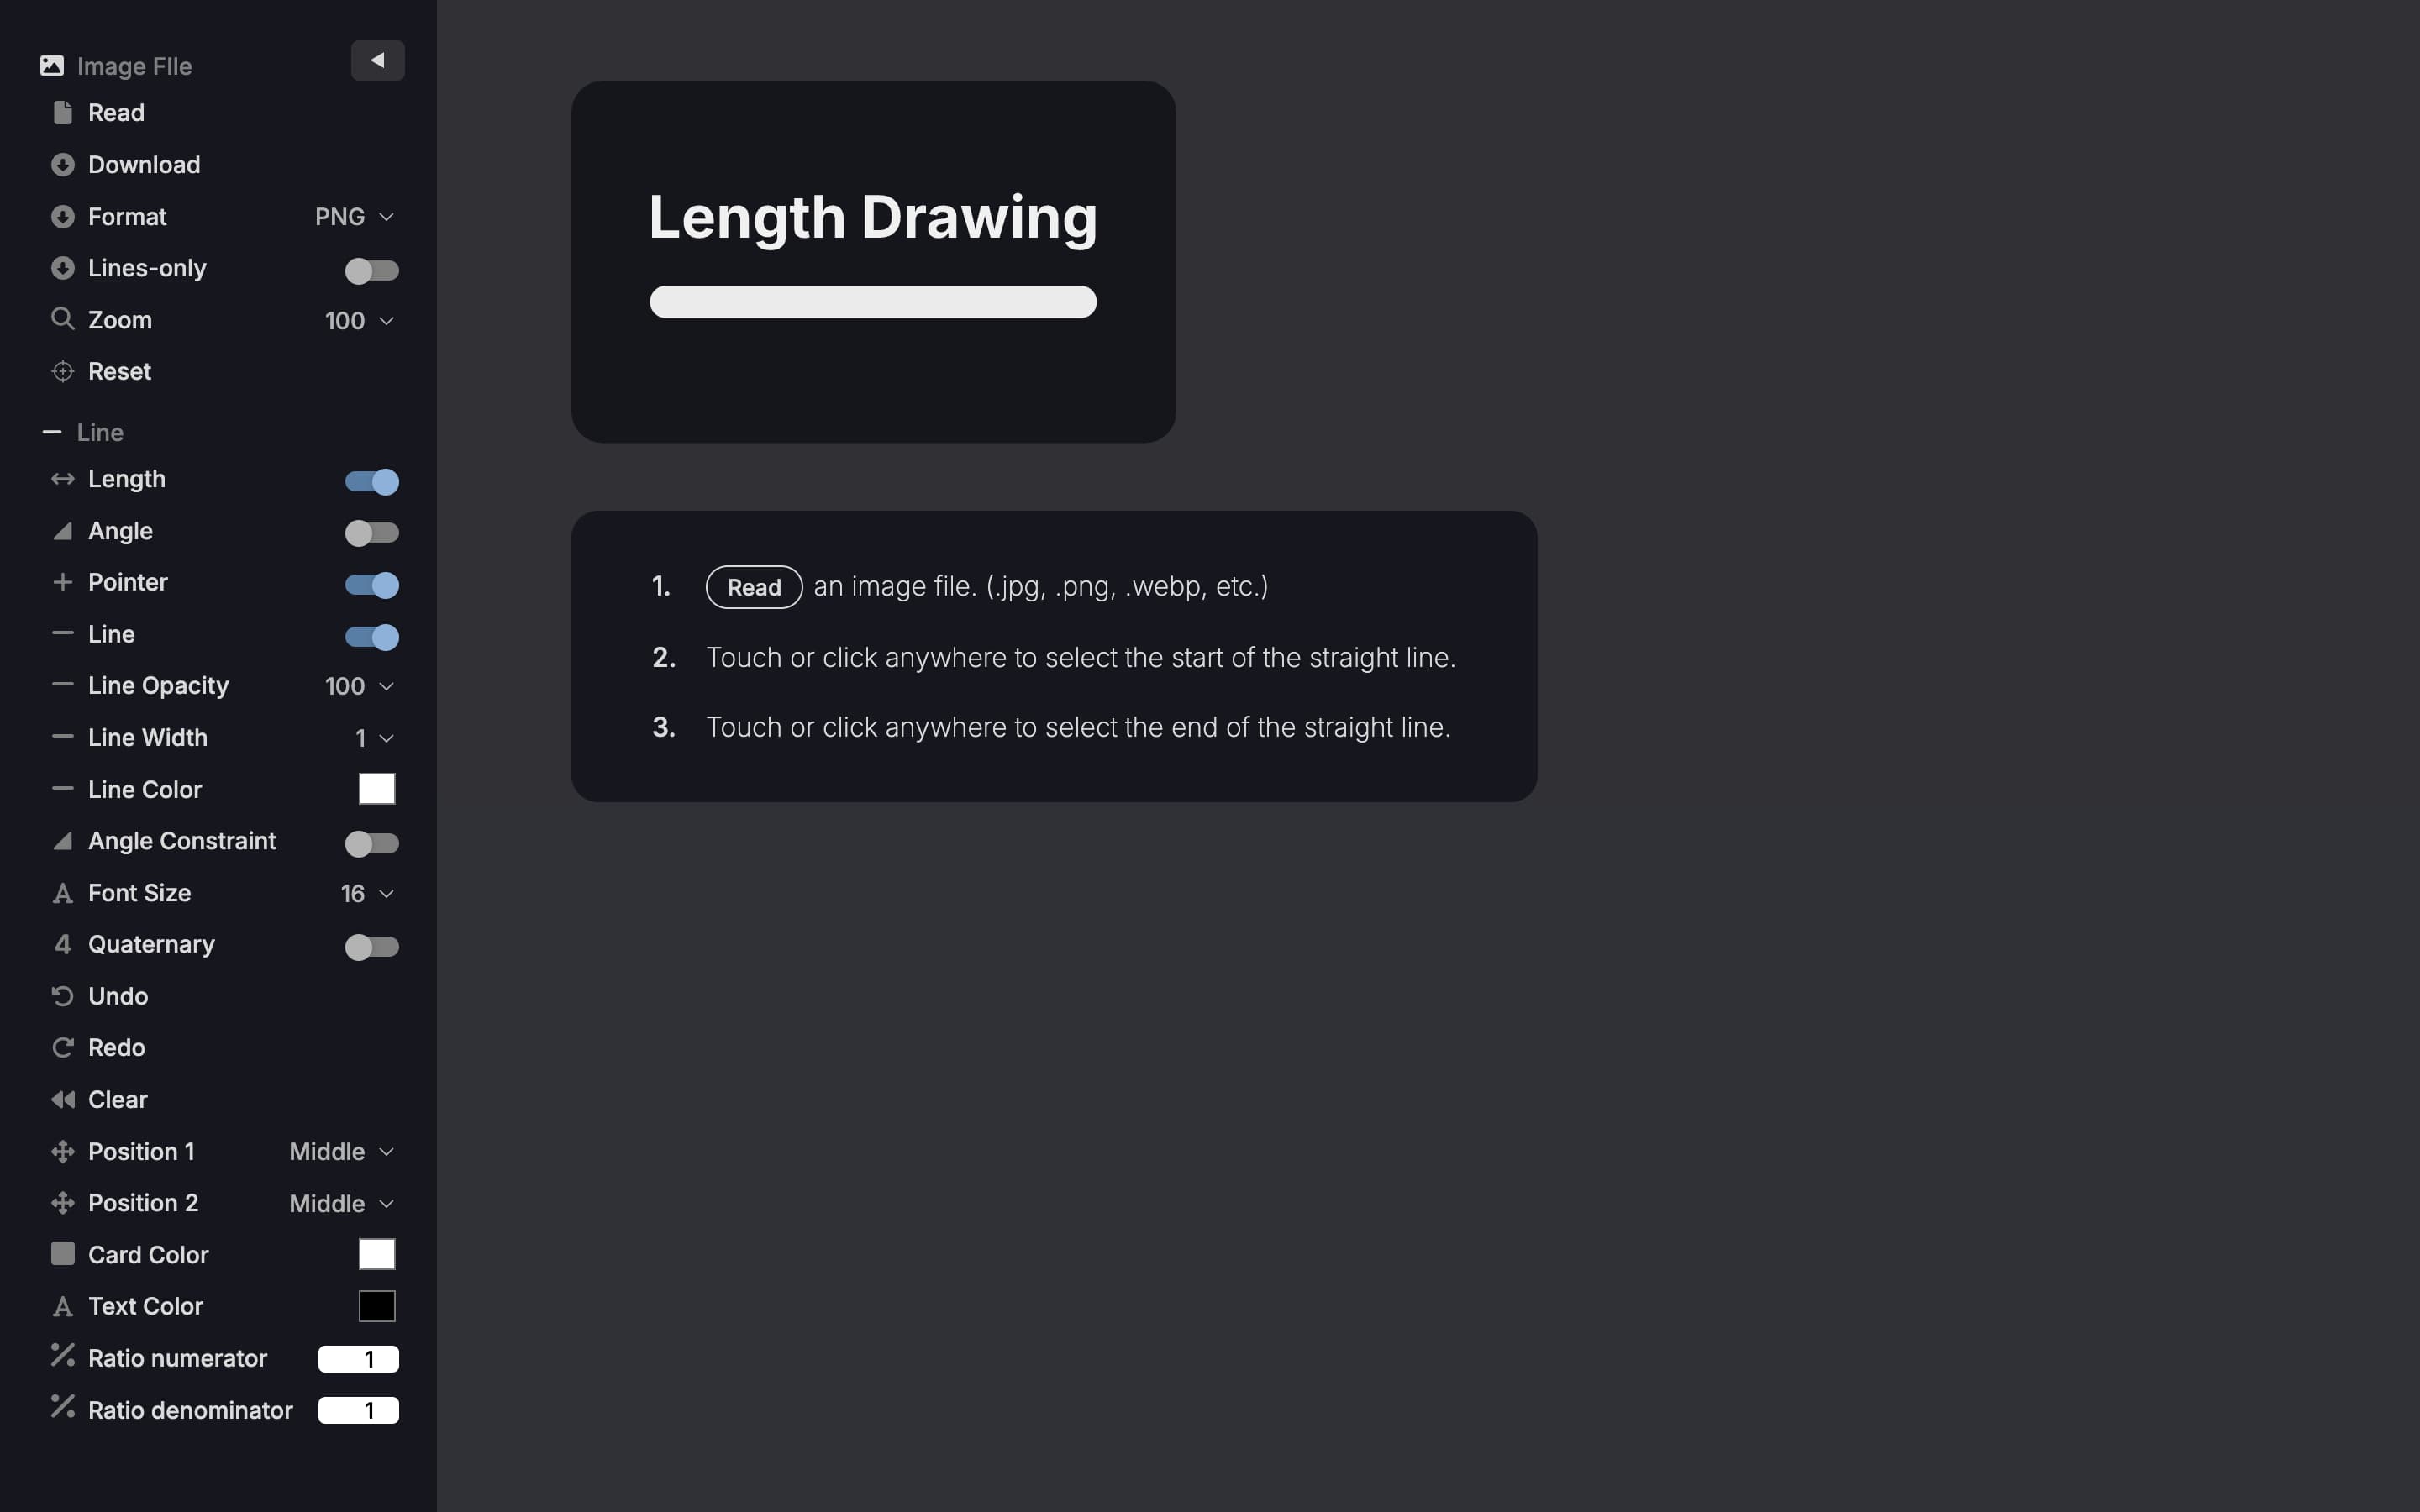 Image FIle
Read
Download
Format PNG
Lines-only
Zoom 100
Reset
Line
Length
Angle
Pointer
Line
Line Opacity 100
Line Width 1
Line Color
Angle Constraint
Font Size 16
Quaternary
Undo
Redo
Clear
Position 1 Middle
Position 2 Middle
Card Color
Text Color
Ratio numerator 1
Ratio denominator 1
Length Drawing
1. Read an image file. (.jpg, .png, .webp, etc.)
2. Touch or click anywhere to select the start of the straight line.
3. Touch or click anywhere to select the end of the straight line.